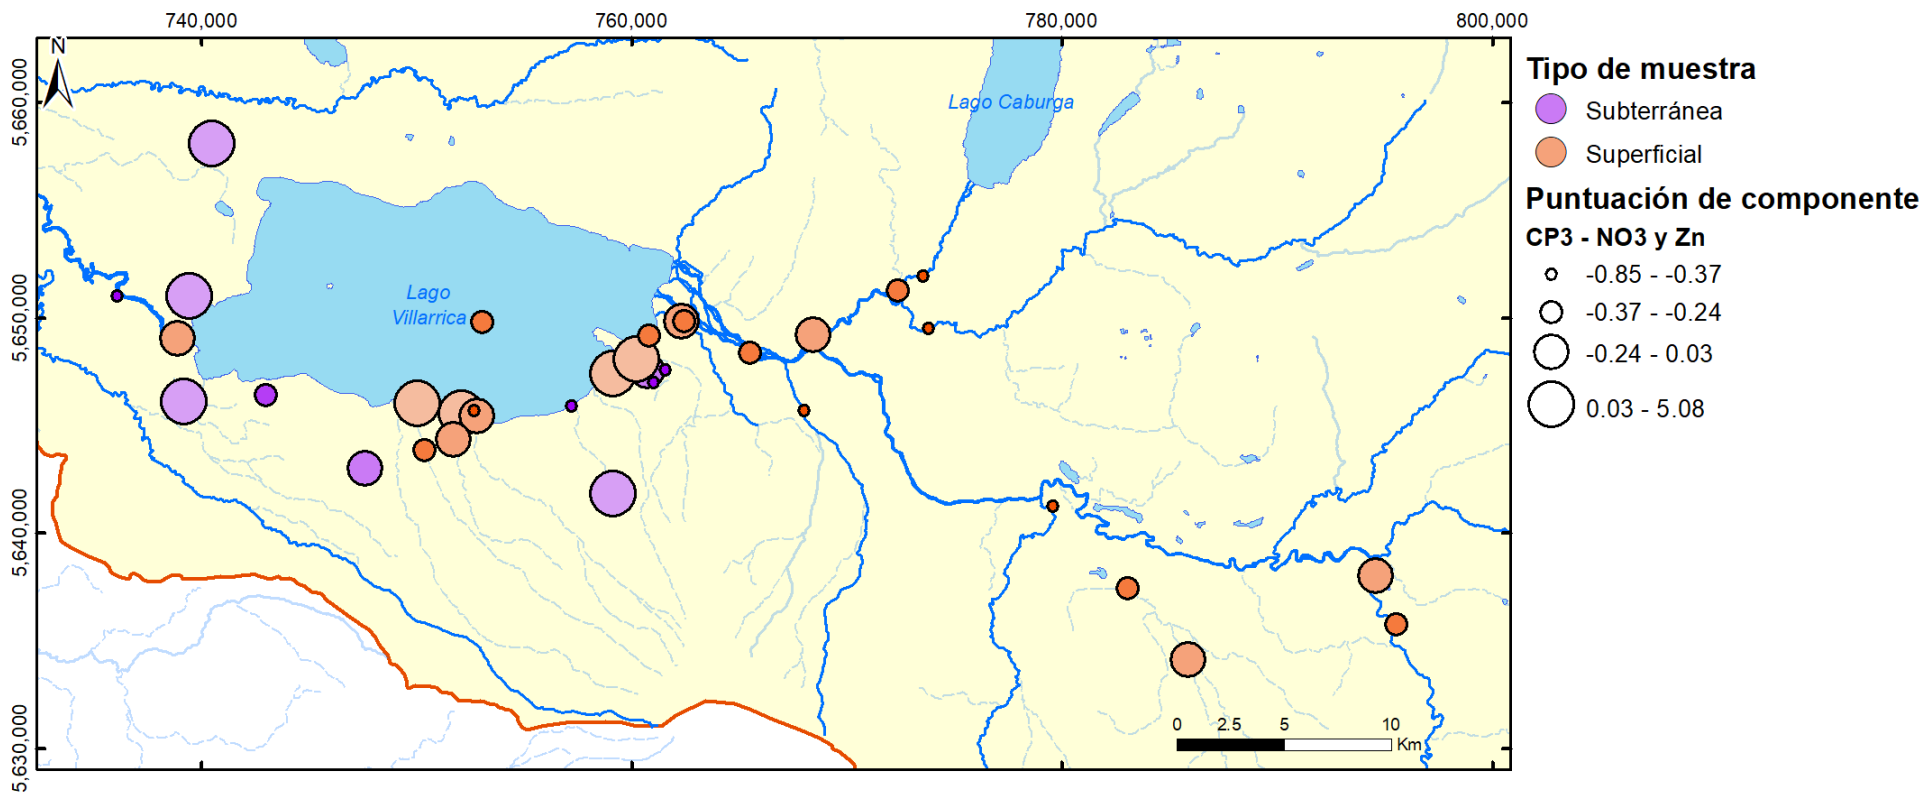 740,000
760,000
780,000
800,000
N
5,660,000
5,650,000
5,640,000
5,630,000
Lago Caburga
Lago
Villarrica
0
2.5
5
10
Km
Tipo de muestra
Subterránea
Superficial
Puntuación de componente
CP3 - NO3 y Zn
-0.85 - -0.37
-0.37 - -0.24
-0.24 - 0.03
0.03 - 5.08